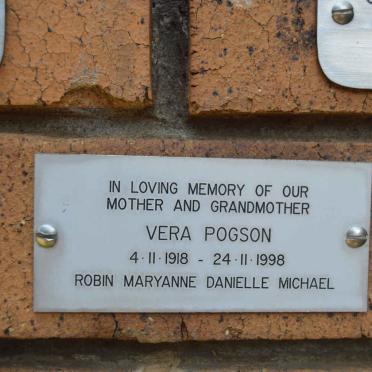 IN LOVING MEMORY OF OUR
MOTHER AND GRANDMOTHER
VERA POGSON
4·11·1918 - 24·11·1998
ROBIN MARYANNE DANIELLE MICHAEL